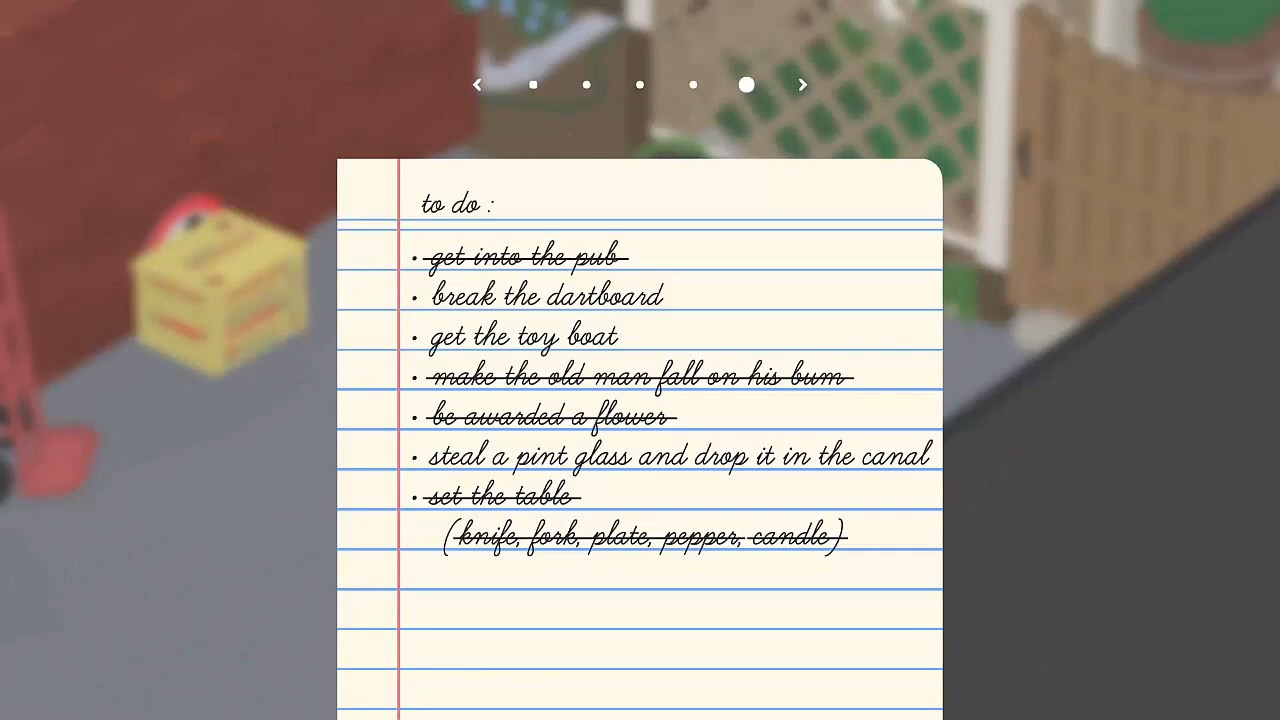 to do :
• get into the pub
• break the dartboard
• get the toy boat
• make the old man fall on his bum
• be awarded a flower
• steal a pint glass and drop it in the canal
• set the table
(knife, fork, plate, pepper, candle)